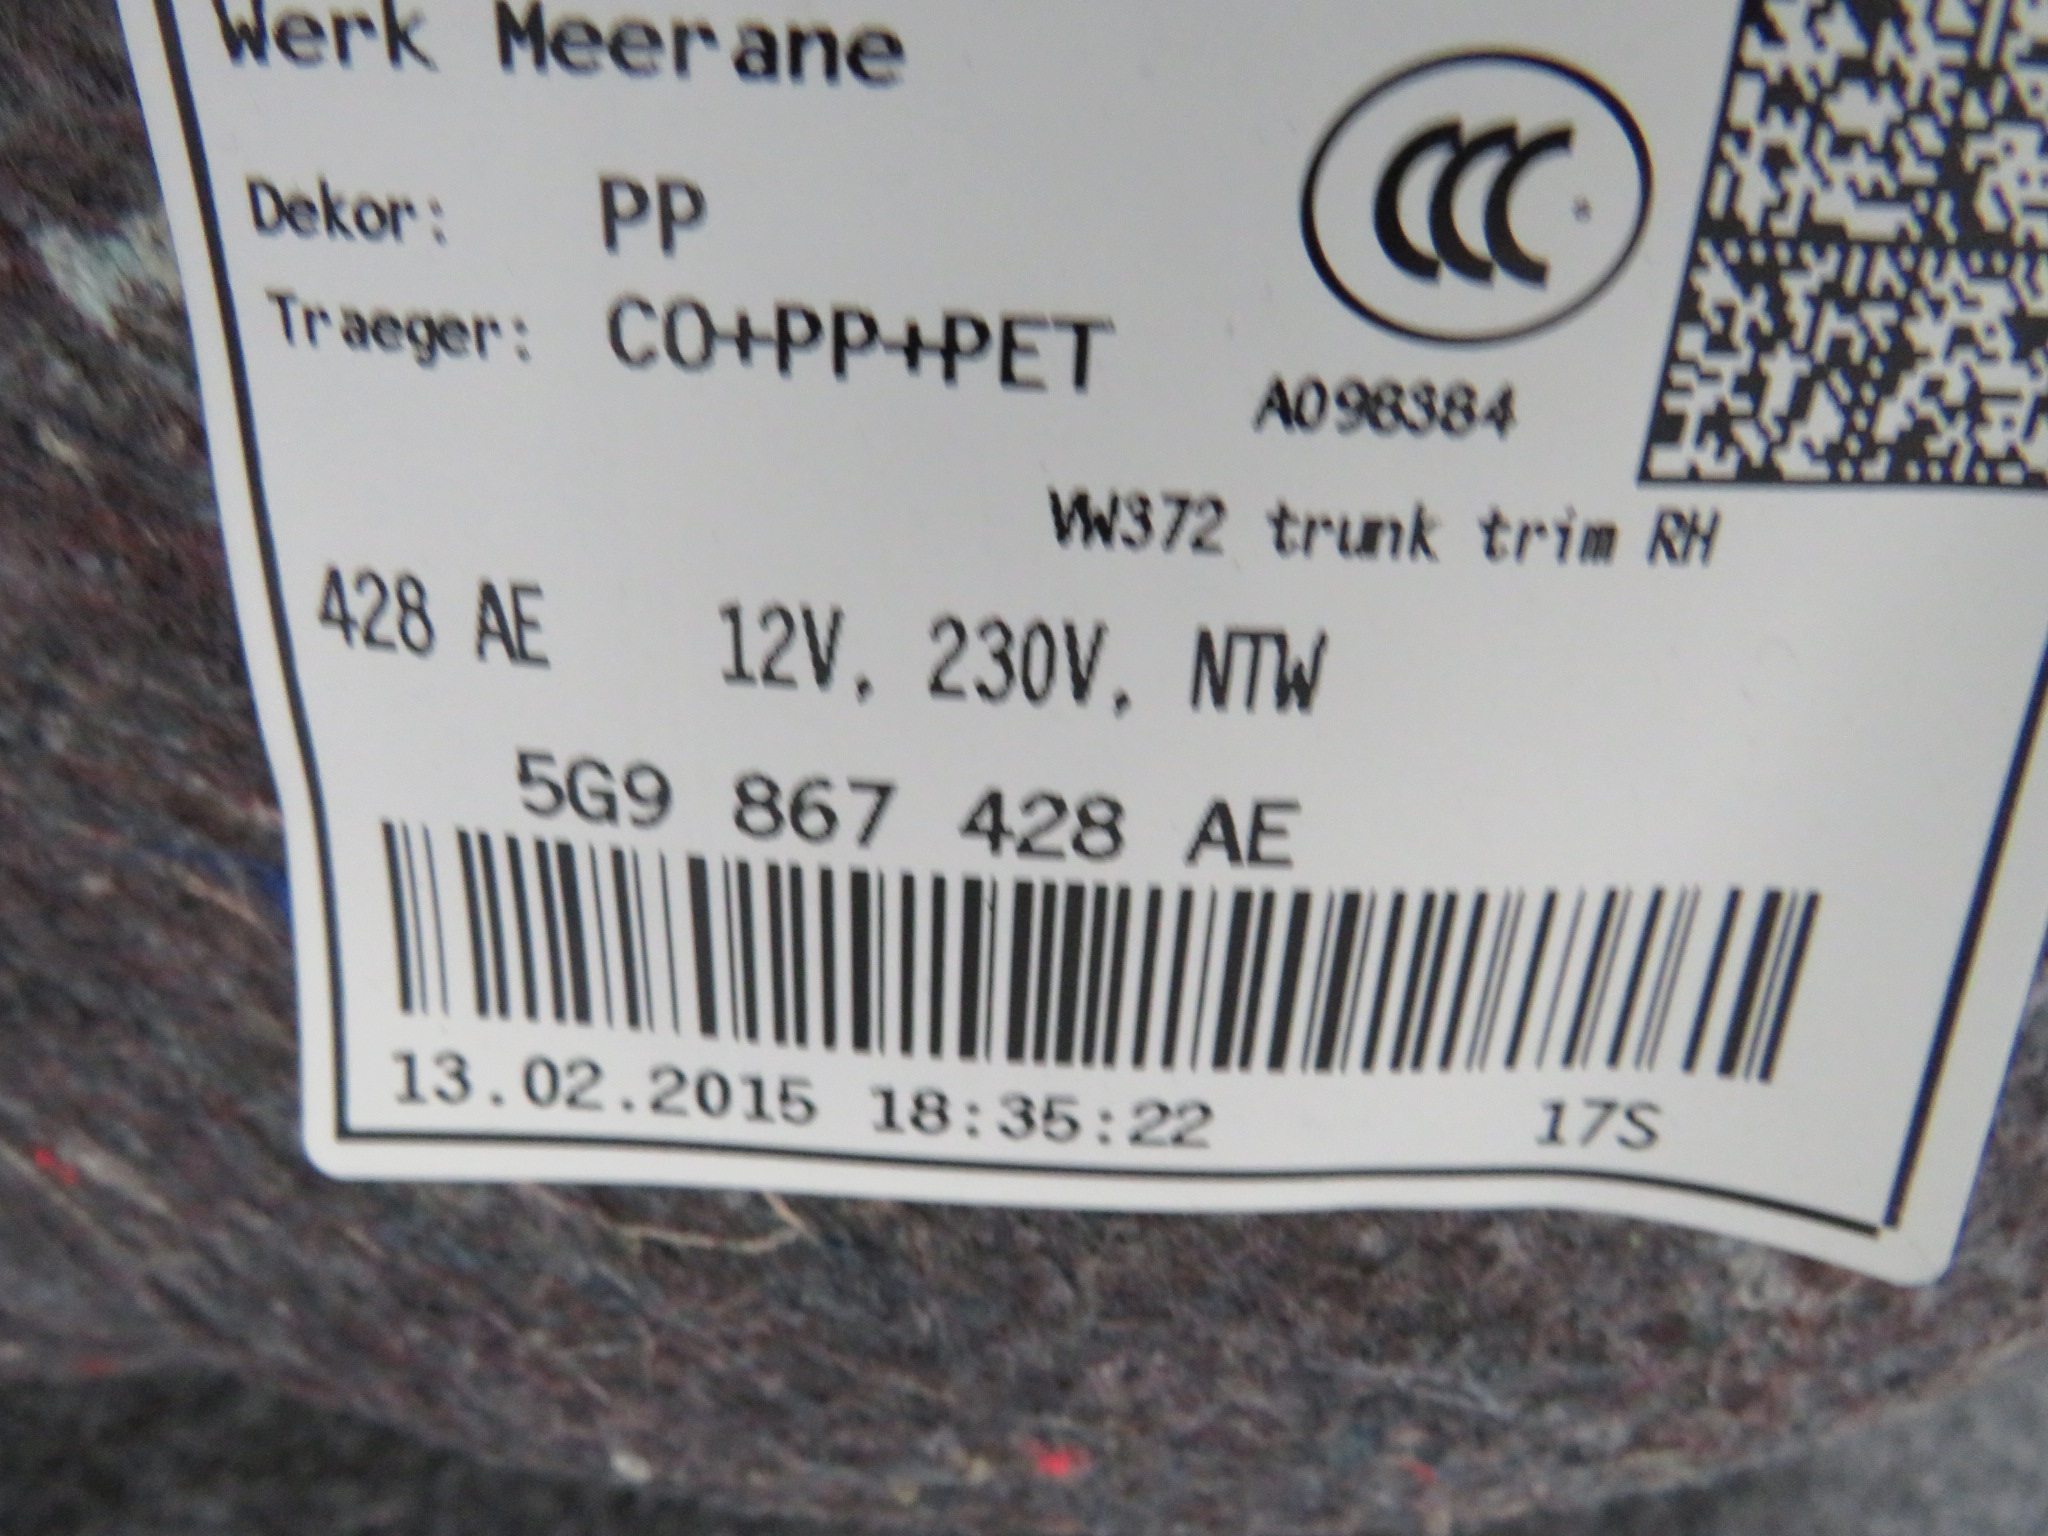 Werk Meerane
CCC
Dekor: PP
Traeger: CO+PP+PET
A098384
VW372 trunk trim RH
428 AE 12V, 230V, NTW
5G9 867 428 AE
13.02.2015 18:35:22 17S